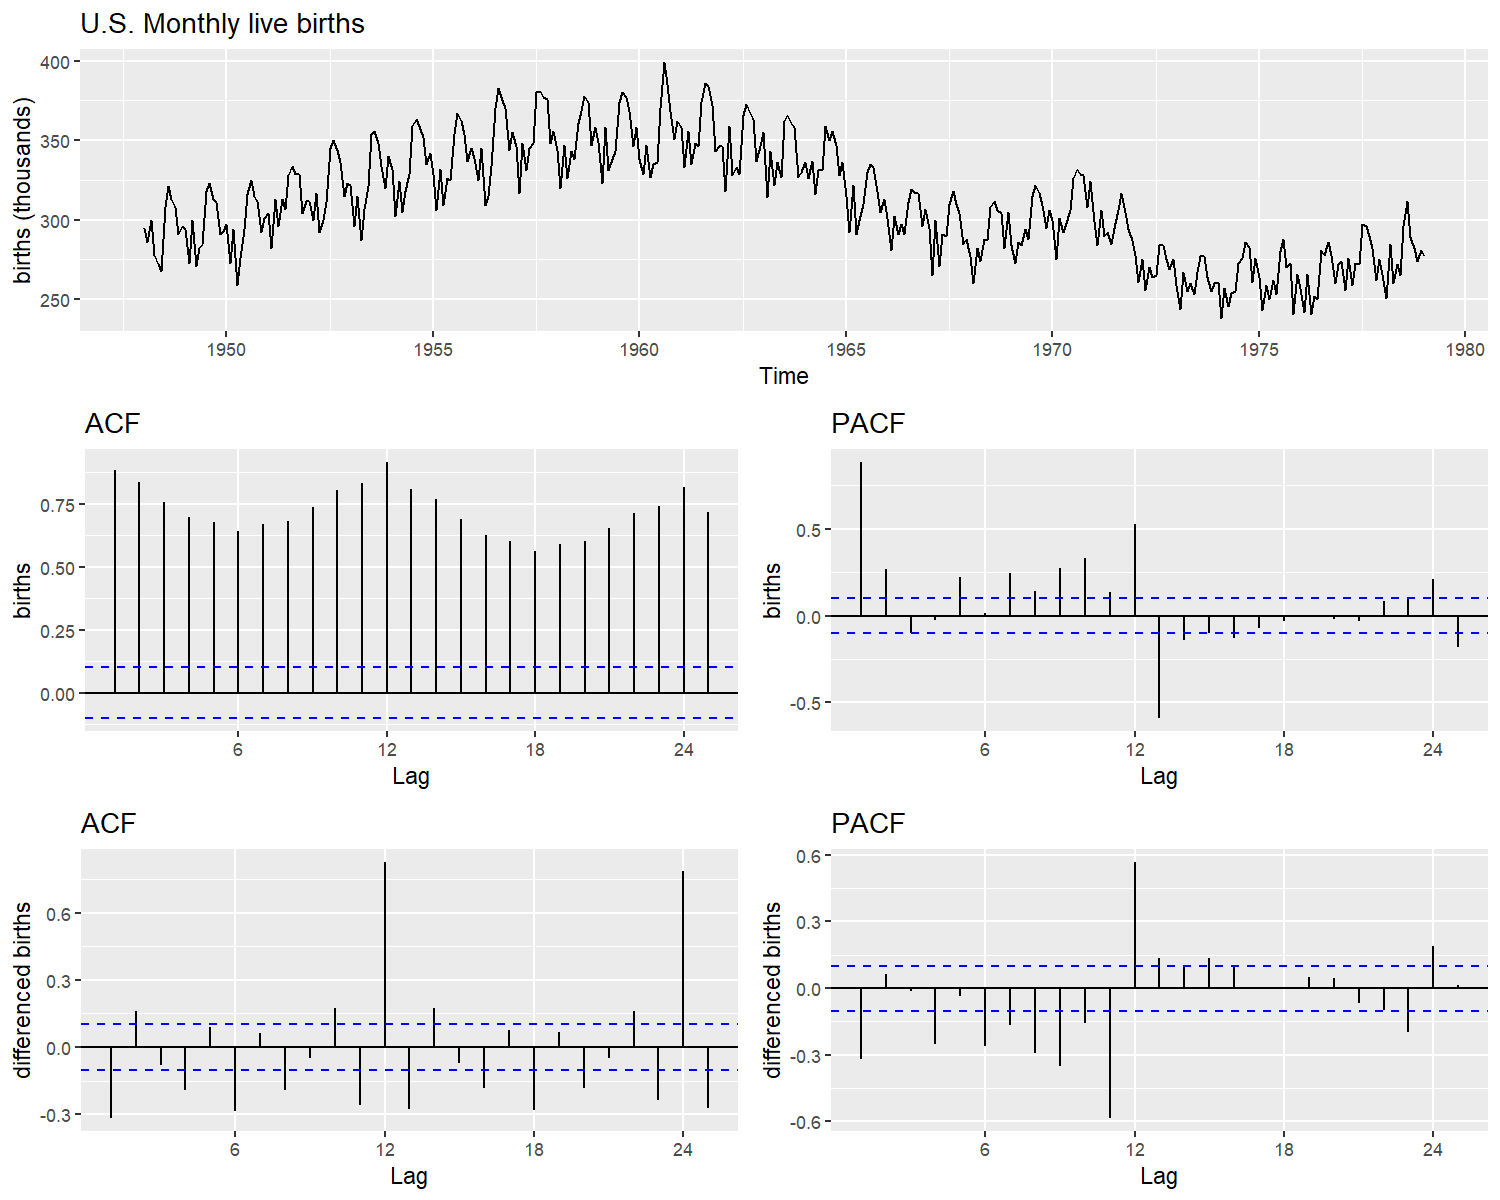 U.S. Monthly live births
births (thousands)
400
350
300
250
1950 1955 1960 1965 1970 1975 1980
Time
ACF
births
0.75
0.50
0.25
0.00
6 12 18 24
Lag
PACF
births
0.5
0.0
-0.5
6 12 18 24
Lag
ACF
differenced births
0.6
0.3
0.0
-0.3
6 12 18 24
Lag
PACF
differenced births
0.6
0.3
0.0
-0.3
-0.6
6 12 18 24
Lag